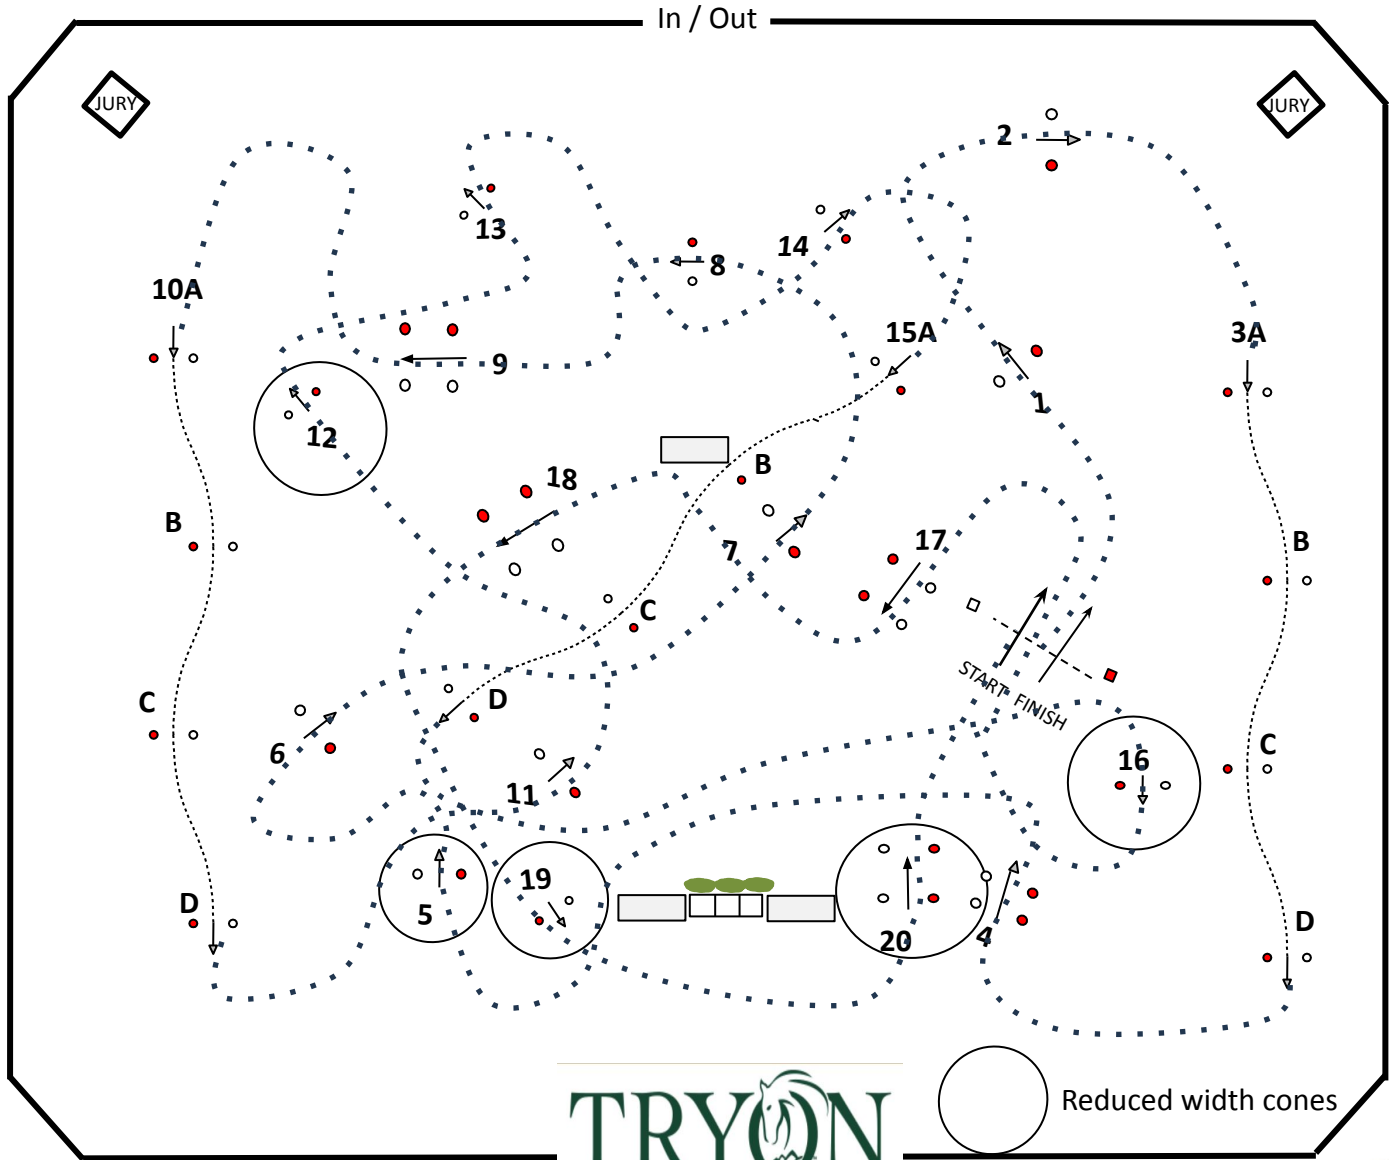 In / Out
JURY
JURY
2
13
14
8
10A
15A
3A
9
1
12
B
18
B
17
B
7
C
START FINISH
D
C
C
6
16
11
19
D
5
D
20
4
TRYON
Reduced width cones